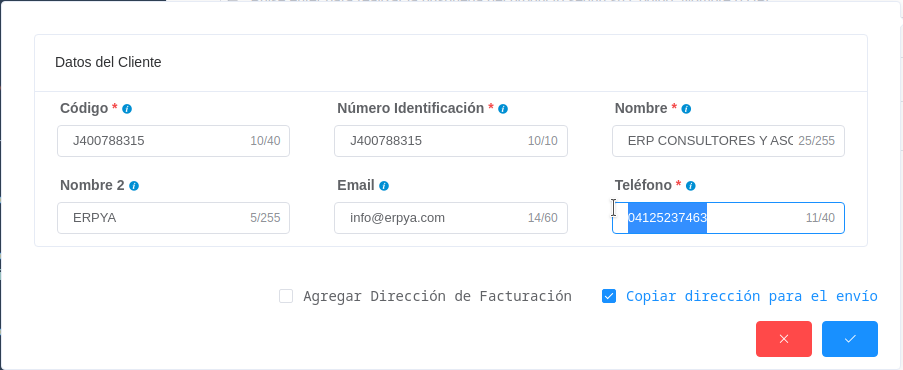 Datos del Cliente
Código * Número Identificación * Nombre *
J400788315 10/40 J400788315 10/10 ERP CONSULTORES Y ASC 25/255
Nombre 2 Email Teléfono *
ERPYA 5/255 info@erpya.com 14/60 04125237463 11/40
Agregar Dirección de Facturación Copiar dirección para el envío